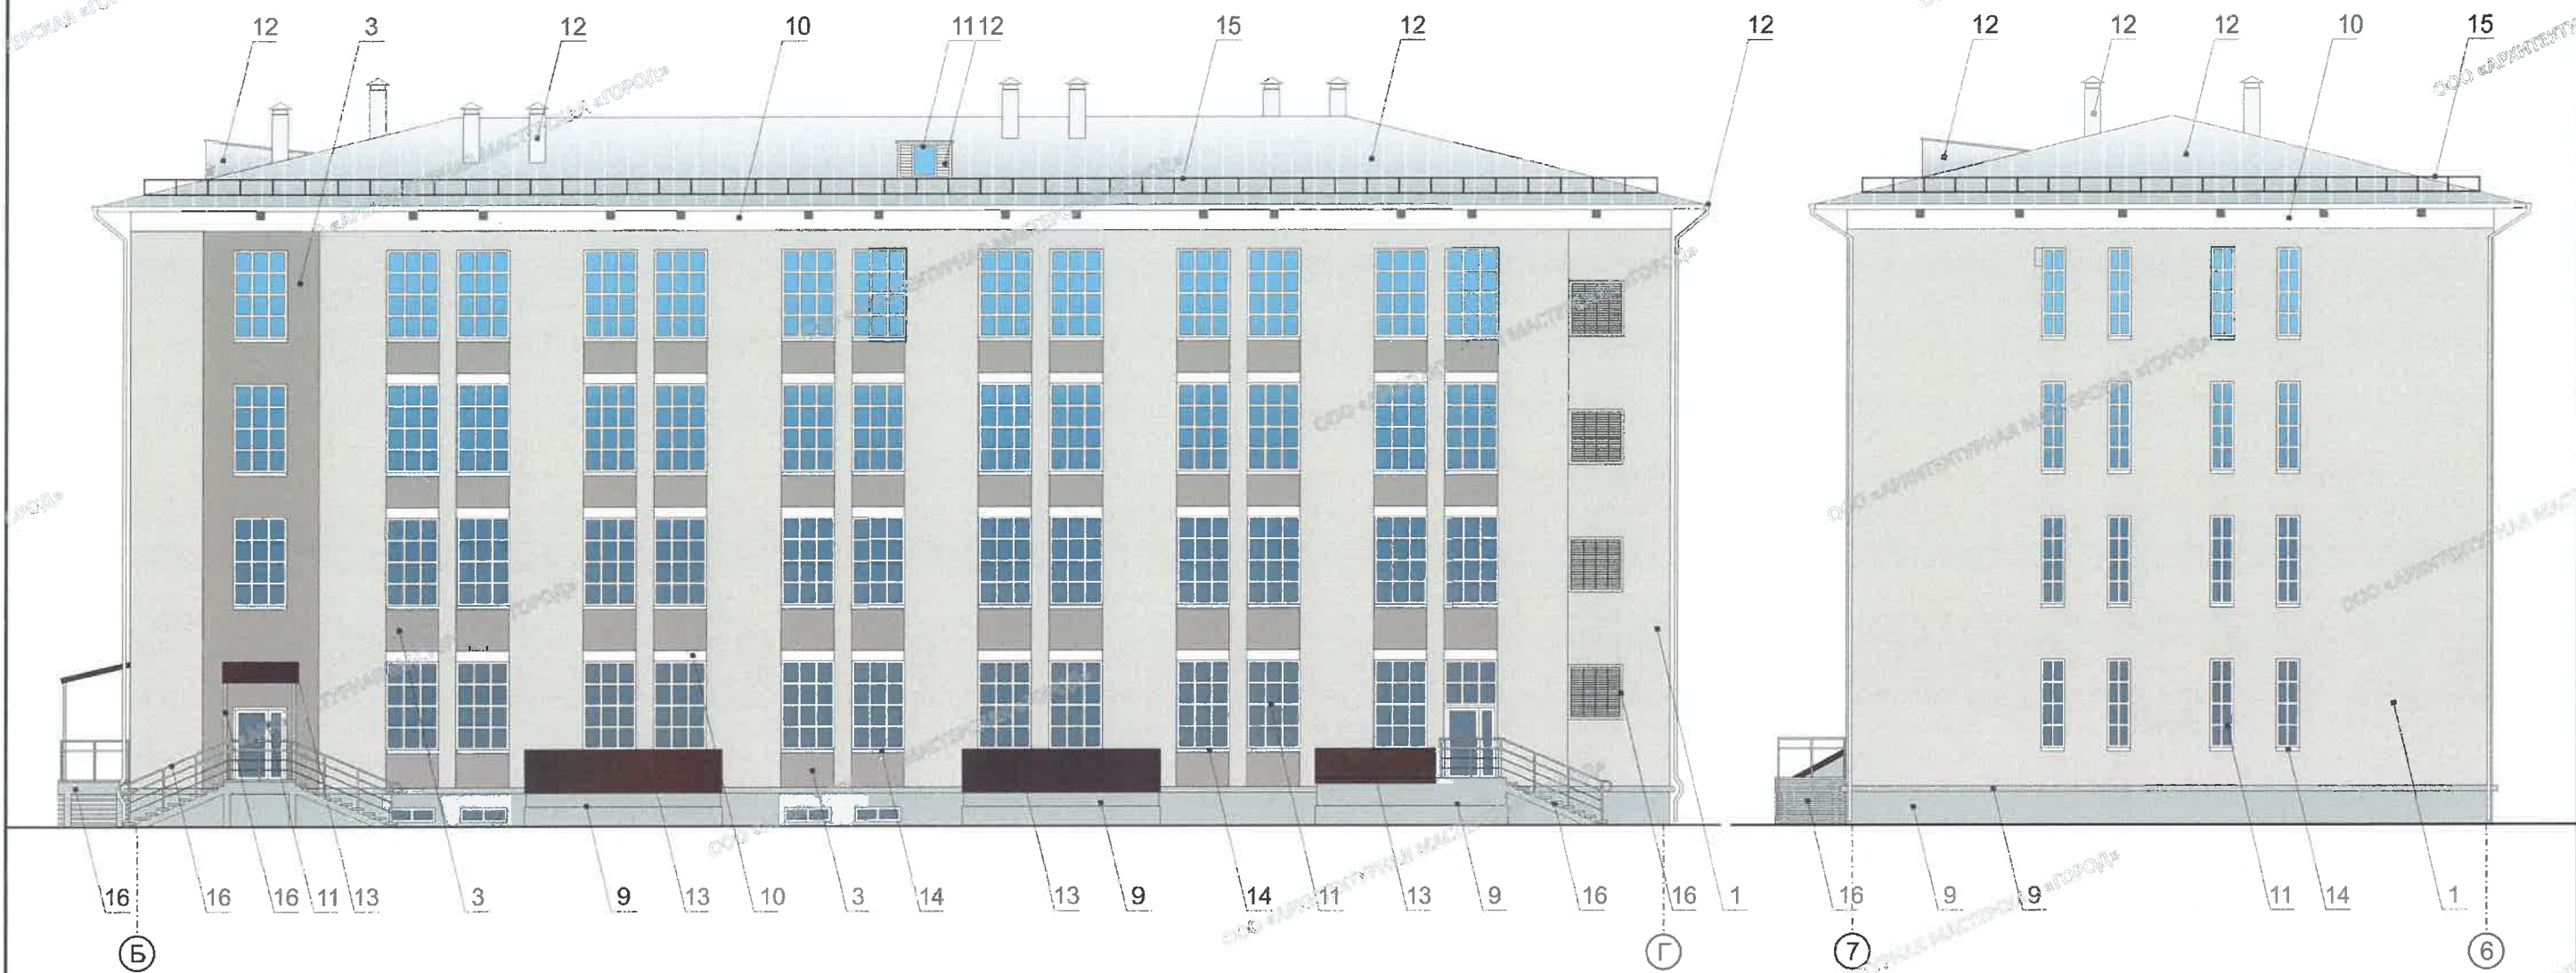 12 3 12 10 11 12 15 12 12 12 12 12 10 15
ООО «АРХИТЕКТУРНАЯ МАСТЕРСКАЯ «ГОРОД»
16 16 16 11 13 3 9 13 10 3 14 13 9 14 11 13 9 16 16 1 16 9 9 11 14 1
Б Г 7 6